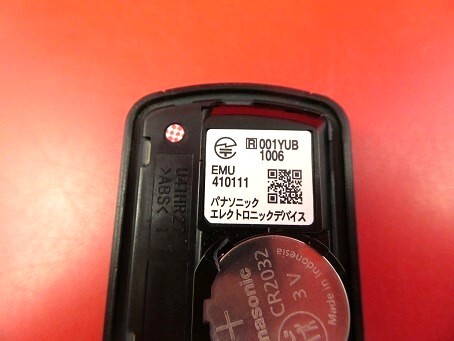 R 001YUB
1006
EMU
410111
パナソニック
エレクトロニックデバイス
>ABS<
Panasonic
CR2032
3V
Made in Indonesia
+